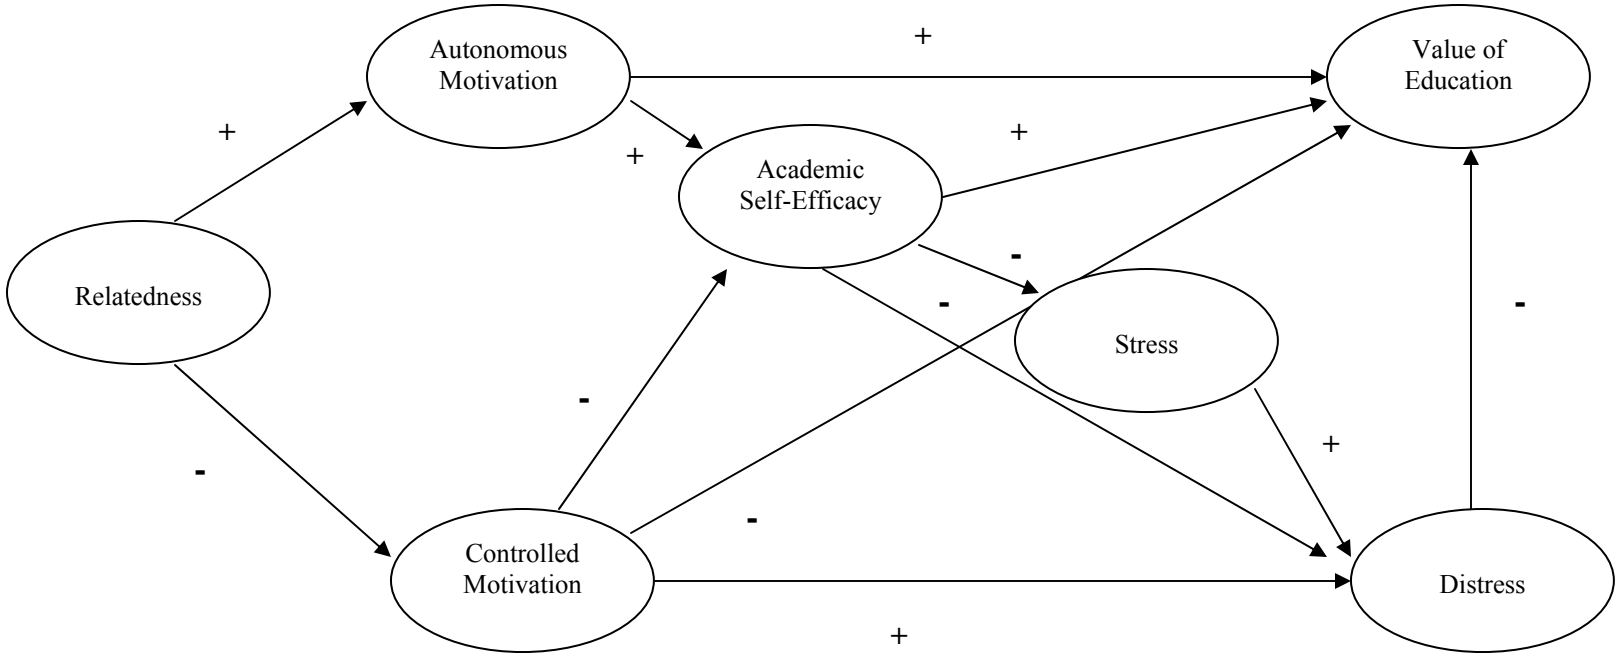 +
Autonomous
Motivation
Value of
Education
+
+
+
Academic
Self-Efficacy
-
Relatedness
-
Stress
-
-
+
-
-
Controlled
Motivation
Distress
+